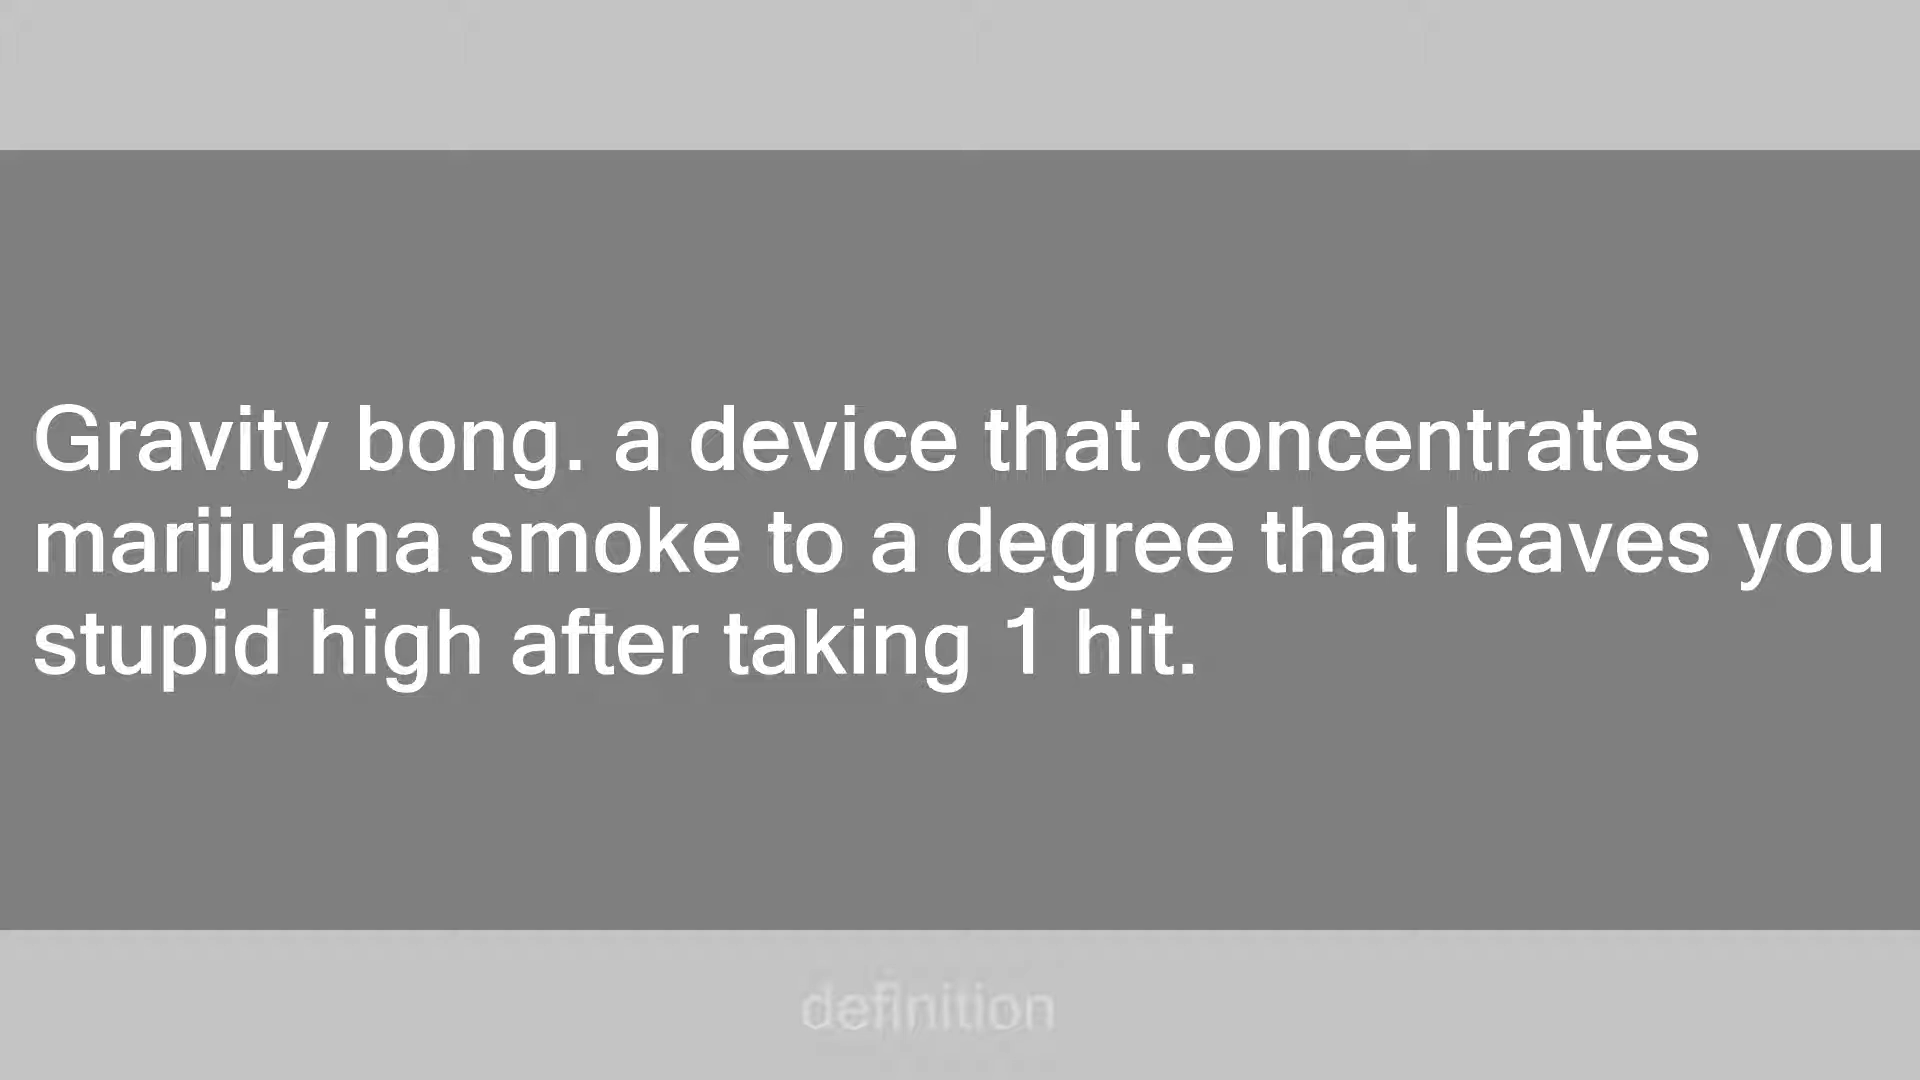 Gravity bong. a device that concentrates
marijuana smoke to a degree that leaves you
stupid high after taking 1 hit.
definition